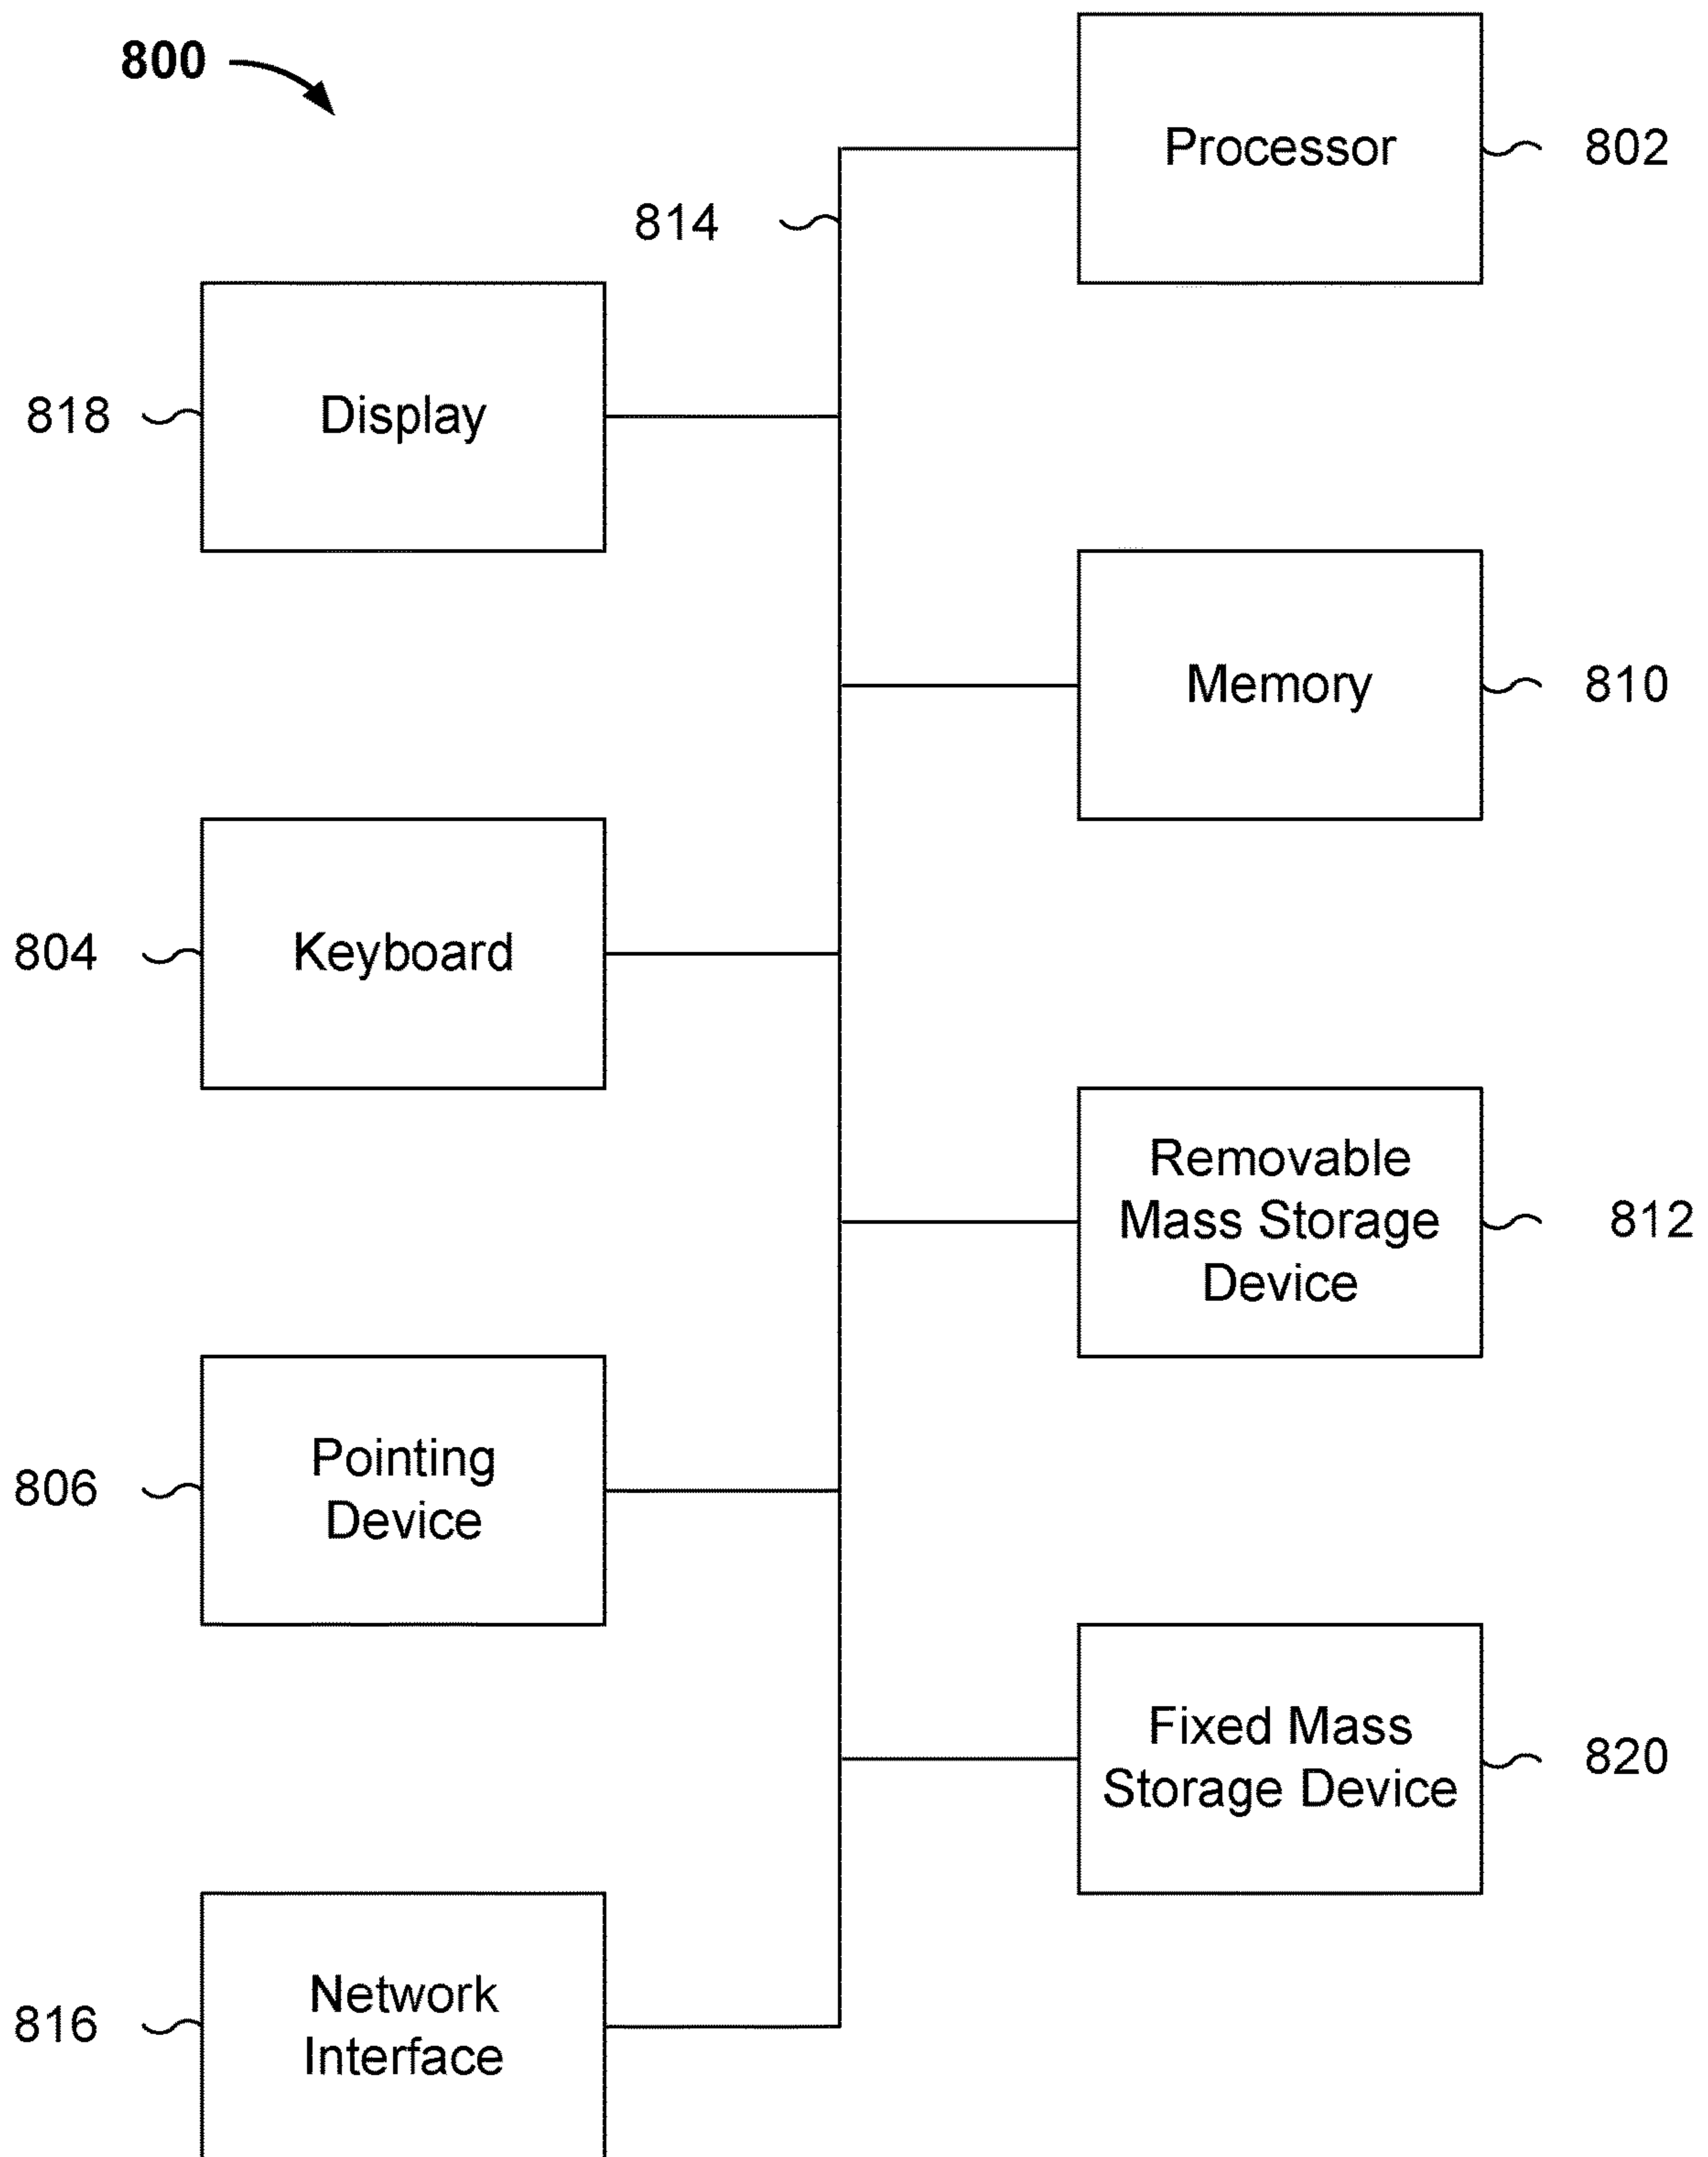 800
Processor
802
814
818
Display
Memory
810
804
Keyboard
Removable
Mass Storage
Device
812
806
Pointing
Device
Fixed Mass
Storage Device
820
816
Network
Interface